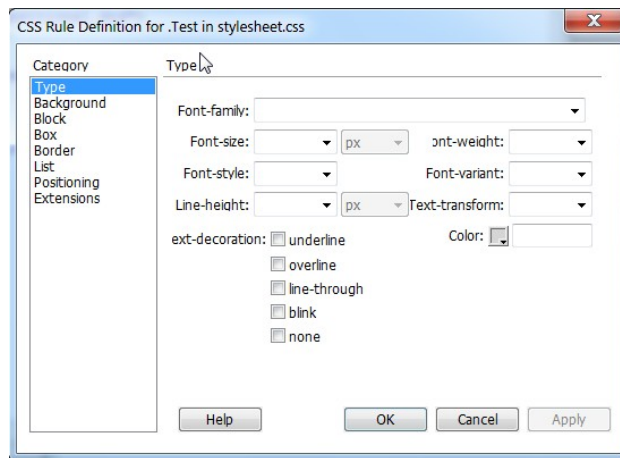 CSS Rule Definition for .Test in stylesheet.css
X
Category
Type
Type
Background
Block
Box
Border
List
Positioning
Extensions
Font-family:
Font-size:
px
ont-weight:
Font-style:
Font-variant:
Line-height:
px
Text-transform:
ext-decoration:
underline
Color:
overline
line-through
blink
none
Help
OK
Cancel
Apply